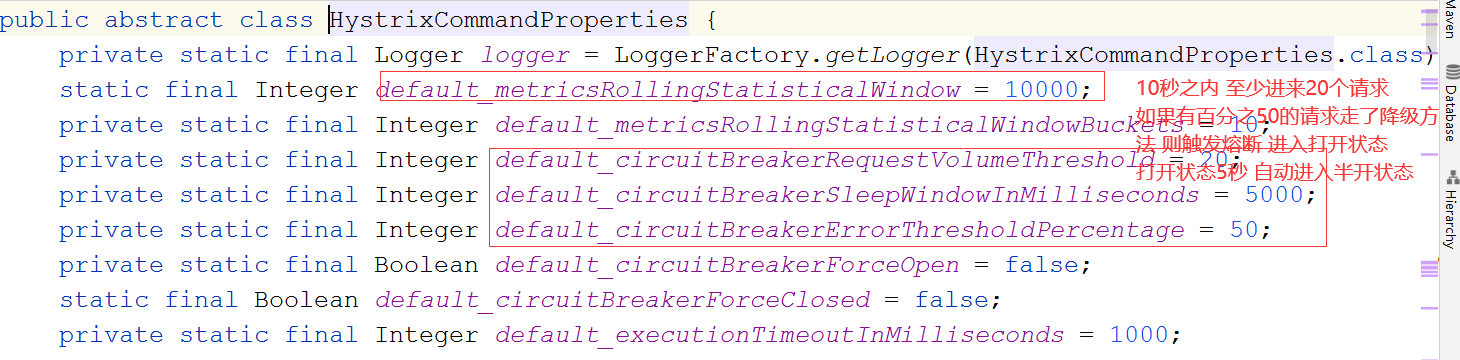 public abstract class HystrixCommandProperties {
private static final Logger logger = LoggerFactory.getLogger(HystrixCommandProperties.class)
static final Integer default_metricsRollingStatisticalWindow = 10000;
10秒之内 至少进来20个请求
如果有百分之50的请求走了降级方
private static final Integer default_metricsRollingStatisticalWindowBuckets = 10;
法 则触发熔断 进入打开状态
private static final Integer default_circuitBreakerRequestVolumeThreshold = 20;
打开状态5秒 自动进入半开状态
private static final Integer default_circuitBreakerSleepWindowInMilliseconds = 5000;
private static final Integer default_circuitBreakerErrorThresholdPercentage = 50;
private static final Boolean default_circuitBreakerForceOpen = false;
static final Boolean default_circuitBreakerForceClosed = false;
private static final Integer default_executionTimeoutInMilliseconds = 1000;
Maven
Database
Hierarchy